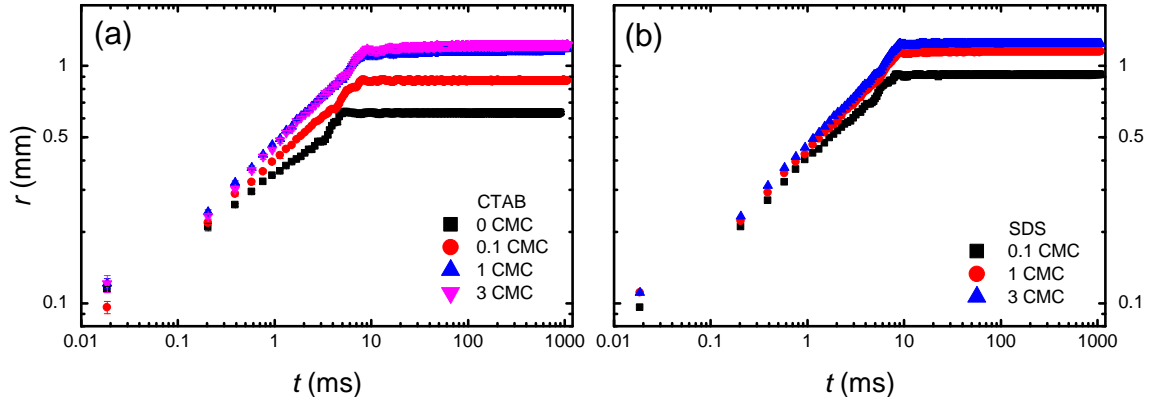 (a)
r (mm)
1
0.5
0.1
CTAB
0 CMC
0.1 CMC
1 CMC
3 CMC
0.01 0.1 1 10 100 1000
t (ms)
(b)
1
0.5
0.1
SDS
0.1 CMC
1 CMC
3 CMC
0.01 0.1 1 10 100 1000
t (ms)